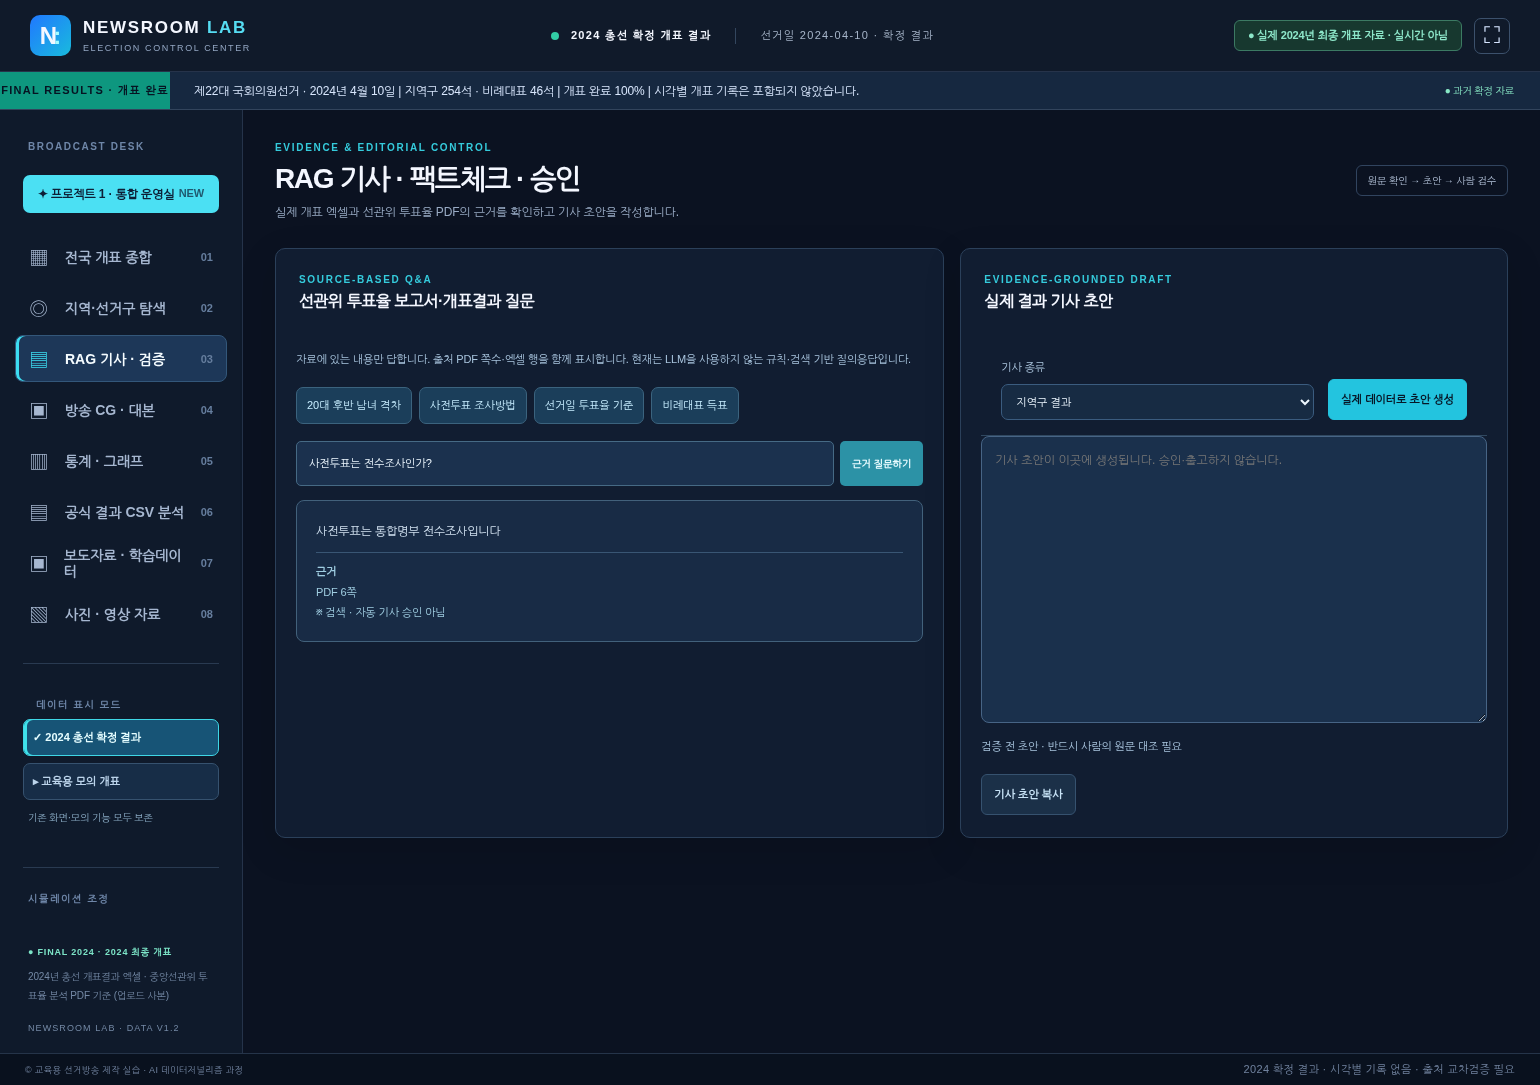 NEWSROOM LAB
ELECTION CONTROL CENTER
2024 총선 확정 개표 결과
선거일 2024-04-10 · 확정 결과
● 실제 2024년 최종 개표 자료 · 실시간 아님
FINAL RESULTS · 개표 완료
제22대 국회의원선거 · 2024년 4월 10일 | 지역구 254석 · 비례대표 46석 | 개표 완료 100% | 시각별 개표 기록은 포함되지 않았습니다.
● 과거 확정 자료
BROADCAST DESK
✦ 프로젝트 1 · 통합 운영실 NEW
전국 개표 종합 01
지역·선거구 탐색 02
RAG 기사 · 검증 03
방송 CG · 대본 04
통계 · 그래프 05
공식 결과 CSV 분석 06
보도자료 · 학습데이
터 07
사진 · 영상 자료 08
데이터 표시 모드
✓ 2024 총선 확정 결과
▸ 교육용 모의 개표
기존 화면·모의 기능 모두 보존
시뮬레이션 조정
● FINAL 2024 · 2024 최종 개표
2024년 총선 개표결과 엑셀 · 중앙선관위 투
표율 분석 PDF 기준 (업로드 사본)
NEWSROOM LAB · DATA V1.2
EVIDENCE & EDITORIAL CONTROL
RAG 기사 · 팩트체크 · 승인
실제 개표 엑셀과 선관위 투표율 PDF의 근거를 확인하고 기사 초안을 작성합니다.
원문 확인 → 초안 → 사람 검수
SOURCE-BASED Q&A
선관위 투표율 보고서·개표결과 질문
자료에 있는 내용만 답합니다. 출처 PDF 쪽수·엑셀 행을 함께 표시합니다. 현재는 LLM을 사용하지 않는 규칙·검색 기반 질의응답입니다.
20대 후반 남녀 격차
사전투표 조사방법
선거일 투표율 기준
비례대표 득표
사전투표는 전수조사인가?
근거 질문하기
사전투표는 통합명부 전수조사입니다
근거
PDF 6쪽
※ 검색 · 자동 기사 승인 아님
EVIDENCE-GROUNDED DRAFT
실제 결과 기사 초안
기사 종류
지역구 결과
실제 데이터로 초안 생성
기사 초안이 이곳에 생성됩니다. 승인·출고하지 않습니다.
검증 전 초안 · 반드시 사람의 원문 대조 필요
기사 초안 복사
© 교육용 선거방송 제작 실습 · AI 데이터저널리즘 과정
2024 확정 결과 · 시각별 기록 없음 · 출처 교차검증 필요